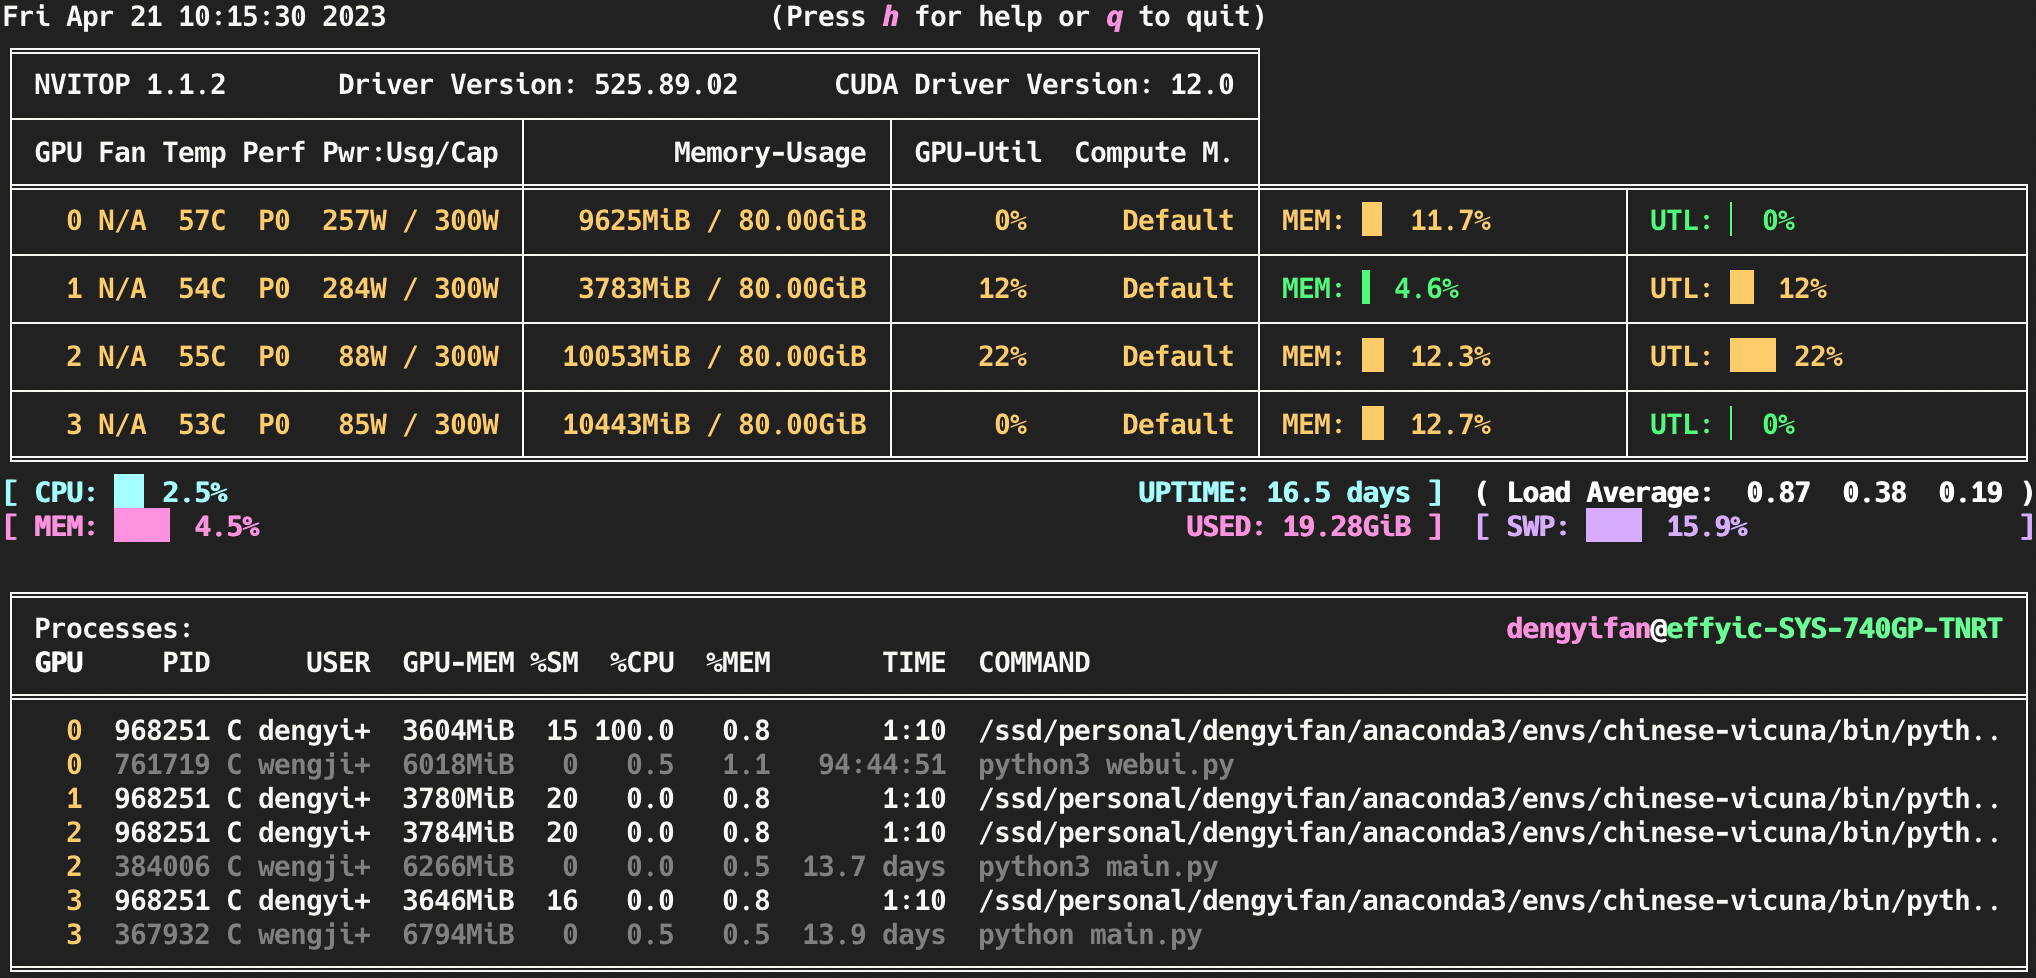 Fri Apr 21 10:15:30 2023 (Press h for help or q to quit)
NVITOP 1.1.2 Driver Version: 525.89.02 CUDA Driver Version: 12.0
GPU Fan Temp Perf Pwr:Usg/Cap Memory-Usage GPU-Util Compute M.
0 N/A 57C P0 257W / 300W 9625MiB / 80.00GiB 0% Default MEM: 11.7% UTL: 0%
1 N/A 54C P0 284W / 300W 3783MiB / 80.00GiB 12% Default MEM: 4.6% UTL: 12%
2 N/A 55C P0 88W / 300W 10053MiB / 80.00GiB 22% Default MEM: 12.3% UTL: 22%
3 N/A 53C P0 85W / 300W 10443MiB / 80.00GiB 0% Default MEM: 12.7% UTL: 0%
[ CPU: 2.5% UPTIME: 16.5 days ] ( Load Average: 0.87 0.38 0.19 )
[ MEM: 4.5% USED: 19.28GiB ] [ SWP: 15.9% ]
Processes: dengyifan@effyic-SYS-740GP-TNRT
GPU PID USER GPU-MEM %SM %CPU %MEM TIME COMMAND
0 968251 C dengyi+ 3604MiB 15 100.0 0.8 1:10 /ssd/personal/dengyifan/anaconda3/envs/chinese-vicuna/bin/pyth..
0 761719 C wengji+ 6018MiB 0 0.5 1.1 94:44:51 python3 webui.py
1 968251 C dengyi+ 3780MiB 20 0.0 0.8 1:10 /ssd/personal/dengyifan/anaconda3/envs/chinese-vicuna/bin/pyth..
2 968251 C dengyi+ 3784MiB 20 0.0 0.8 1:10 /ssd/personal/dengyifan/anaconda3/envs/chinese-vicuna/bin/pyth..
2 384006 C wengji+ 6266MiB 0 0.0 0.5 13.7 days python3 main.py
3 968251 C dengyi+ 3646MiB 16 0.0 0.8 1:10 /ssd/personal/dengyifan/anaconda3/envs/chinese-vicuna/bin/pyth..
3 367932 C wengji+ 6794MiB 0 0.5 0.5 13.9 days python main.py